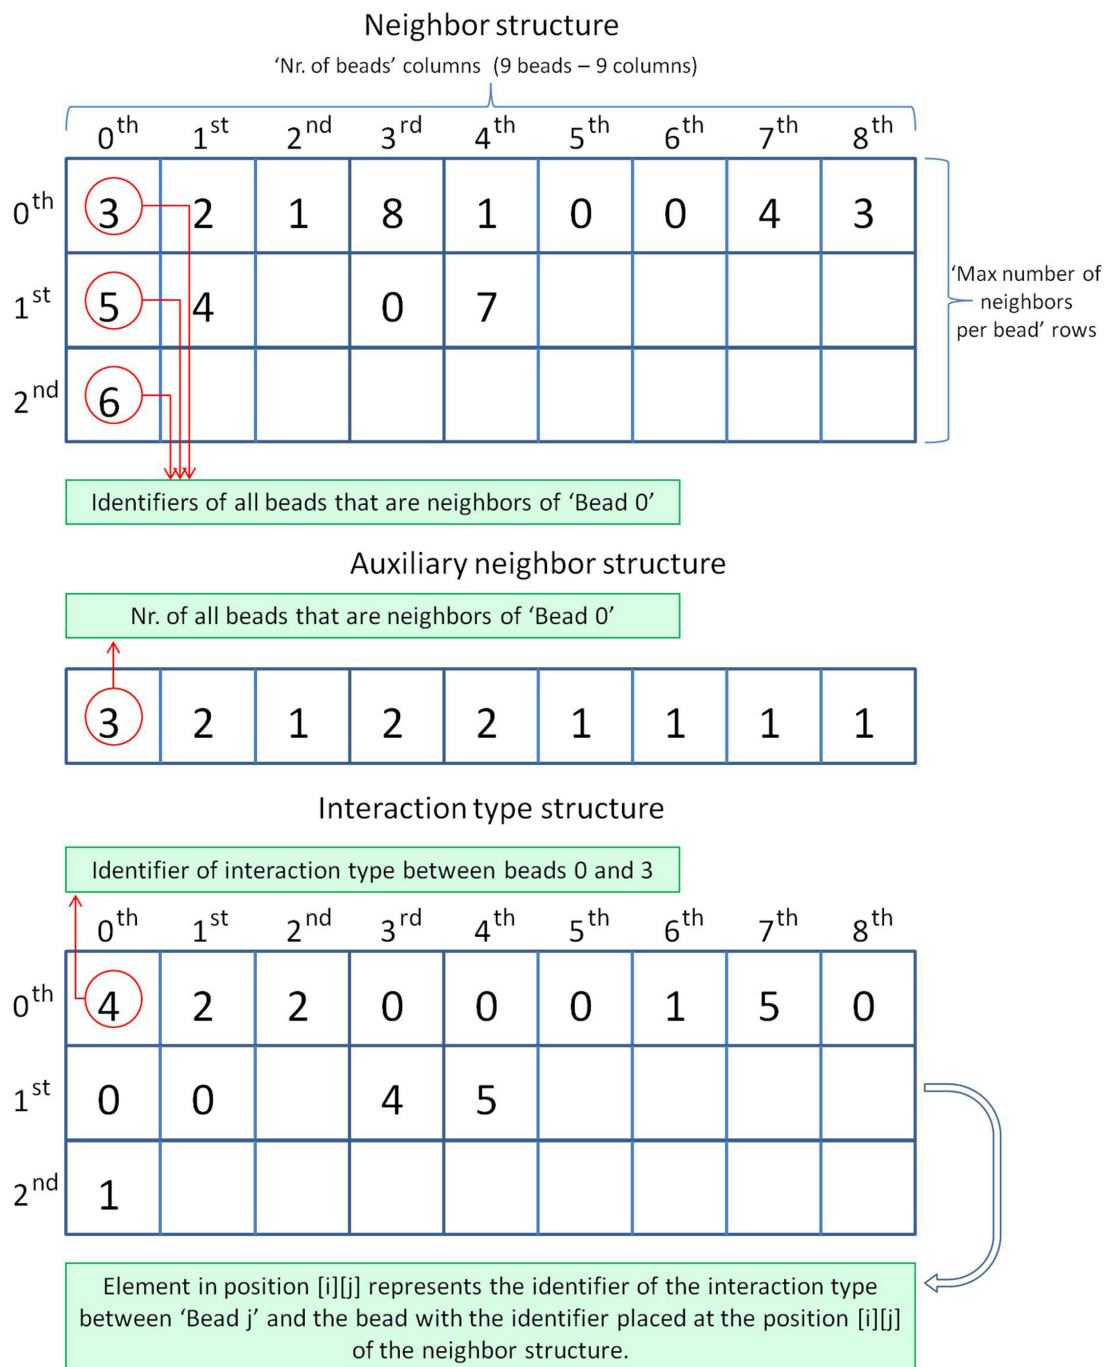 Neighbor structure
‘Nr. of beads’ columns (9 beads – 9 columns)
0th 1st 2nd 3rd 4th 5th 6th 7th 8th
0th 3 2 1 8 1 0 0 4 3
1st 5 4 0 7
2nd 6
‘Max number of
neighbors
per bead’ rows
Identifiers of all beads that are neighbors of ‘Bead 0’
Auxiliary neighbor structure
Nr. of all beads that are neighbors of ‘Bead 0’
3 2 1 2 2 1 1 1 1
Interaction type structure
Identifier of interaction type between beads 0 and 3
0th 1st 2nd 3rd 4th 5th 6th 7th 8th
0th 4 2 2 0 0 0 1 5 0
1st 0 0 4 5
2nd 1
Element in position [i][j] represents the identifier of the interaction type
between ‘Bead j’ and the bead with the identifier placed at the position [i][j]
of the neighbor structure.